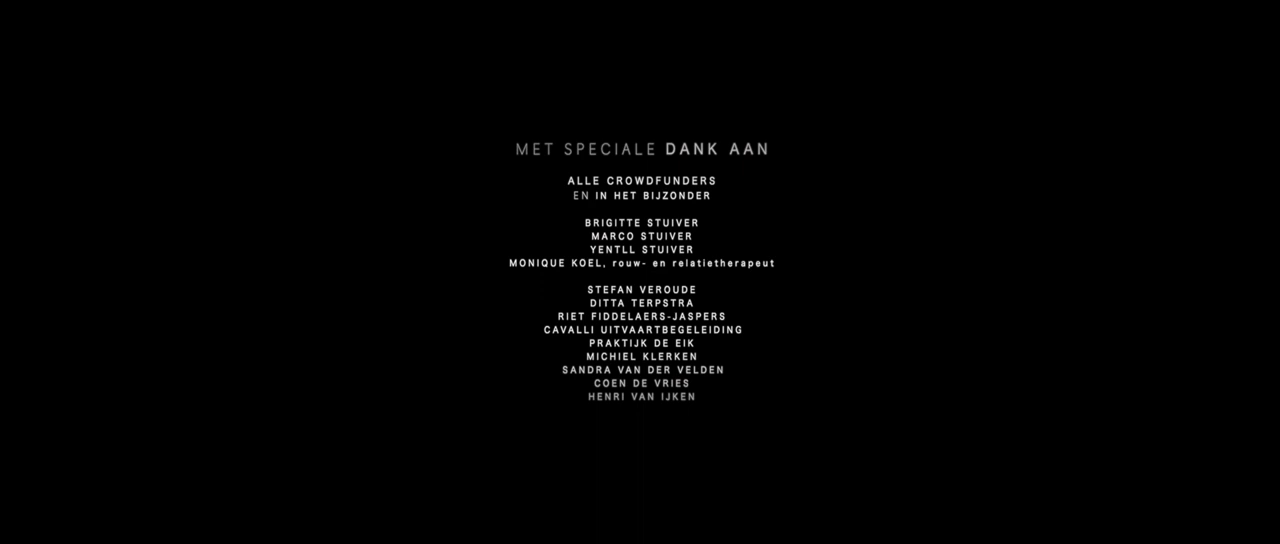 MET SPECIALE DANK AAN
ALLE CROWDFUNDERS
EN IN HET BIJZONDER
BRIGITTE STUIVER
MARCO STUIVER
YENTLL STUIVER
MONIQUE KOEL, rouw- en relatietherapeut
STEFAN VEROUDE
DITTA TERPSTRA
RIET FIDDELAERS-JASPERS
CAVALLI UITVAARTBEGELEIDING
PRAKTIJK DE EIK
MICHIEL KLERKEN
SANDRA VAN DER VELDEN
COEN DE VRIES
HENRI VAN IJKEN